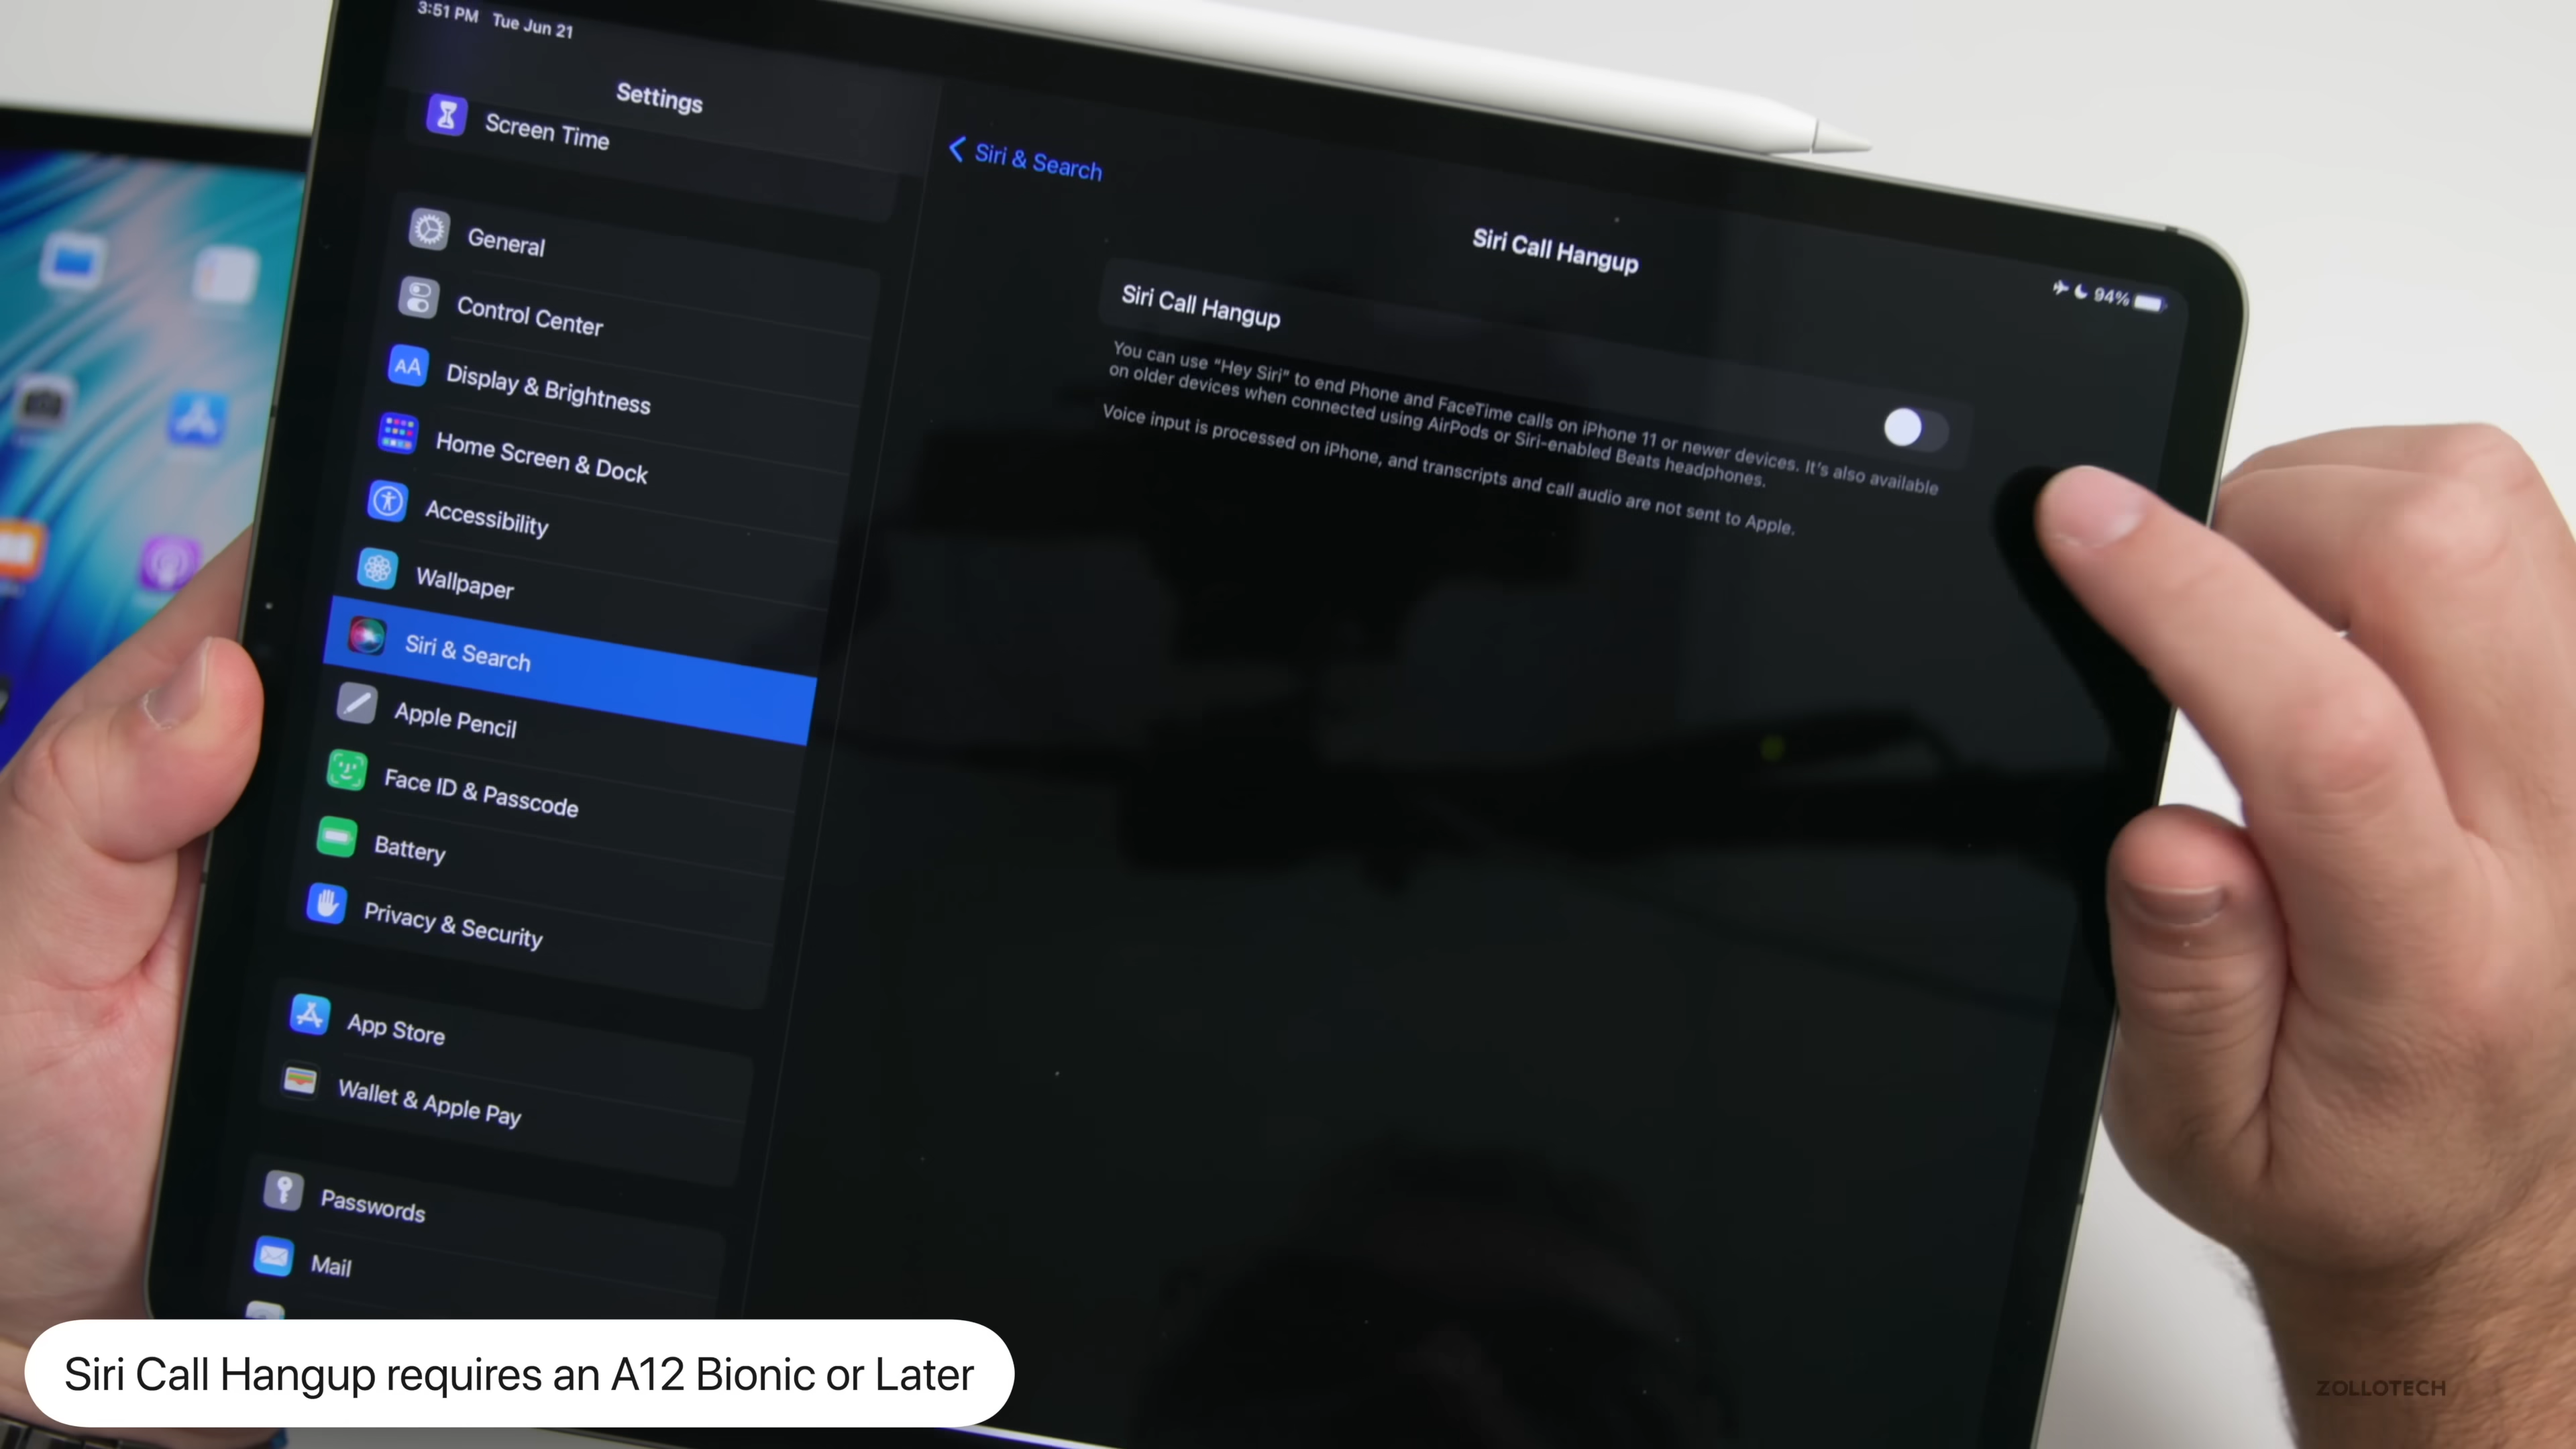 3:51 PM Tue Jun 21
94%
Settings
Screen Time
General
Control Center
AA
Display & Brightness
Home Screen & Dock
Accessibility
Wallpaper
Siri & Search
Apple Pencil
Face ID & Passcode
Battery
Privacy & Security
App Store
Wallet & Apple Pay
Passwords
Mail
Siri & Search
Siri Call Hangup
Siri Call Hangup
You can use “Hey Siri” to end Phone and FaceTime calls on iPhone 11 or newer devices. It’s also available
on older devices when connected using AirPods or Siri-enabled Beats headphones.
Voice input is processed on iPhone, and transcripts and call audio are not sent to Apple.
Siri Call Hangup requires an A12 Bionic or Later
ZOLLOTECH